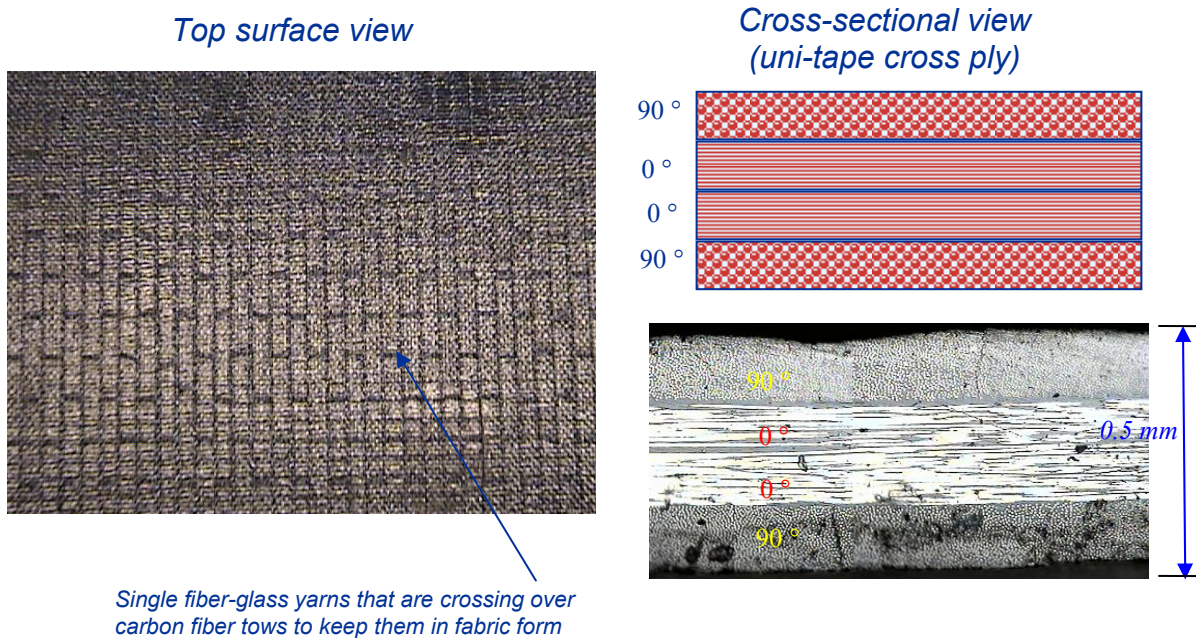 Top surface view
Cross-sectional view
(uni-tape cross ply)
90 °
0 °
0 °
90 °
90 °
0 °
0 °
90 °
0.5 mm
Single fiber-glass yarns that are crossing over
carbon fiber tows to keep them in fabric form